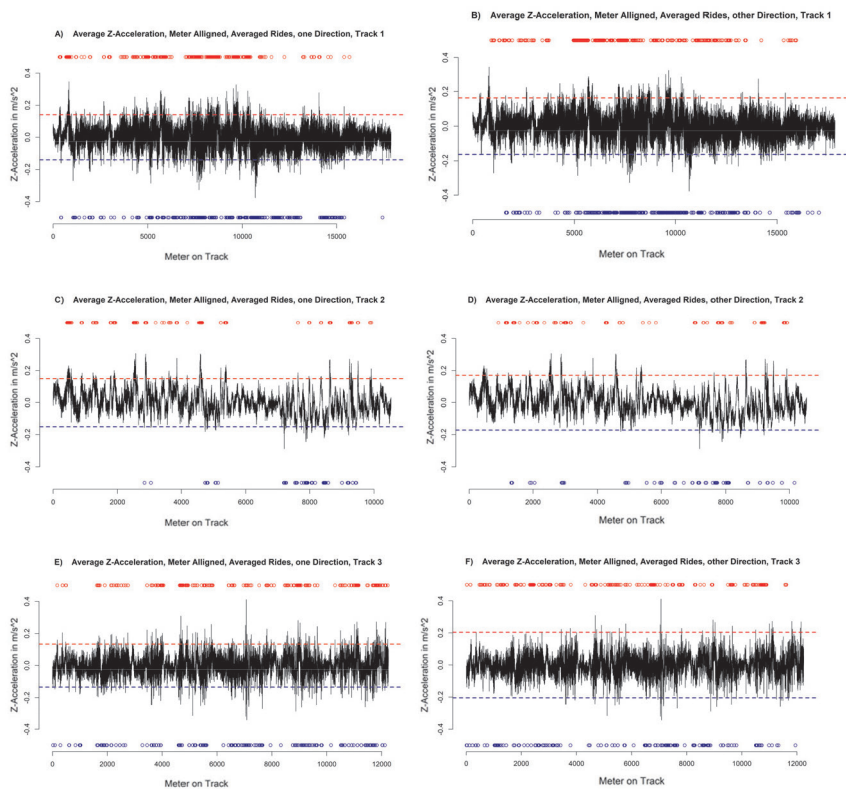 A) Average Z-Acceleration, Meter Alligned, Averaged Rides, one Direction, Track 1
Z-Acceleration in m/s^2
0.4
0.2
0.0
-0.2
-0.4
0 5000 10000 15000
Meter on Track
B) Average Z-Acceleration, Meter Alligned, Averaged Rides, other Direction, Track 1
Z-Acceleration in m/s^2
0.4
0.2
0.0
-0.2
-0.4
0 5000 10000 15000
Meter on Track
C) Average Z-Acceleration, Meter Alligned, Averaged Rides, one Direction, Track 2
Z-Acceleration in m/s^2
0.4
0.2
0.0
-0.2
-0.4
0 2000 4000 6000 8000 10000
Meter on Track
D) Average Z-Acceleration, Meter Alligned, Averaged Rides, other Direction, Track 2
Z-Acceleration in m/s^2
0.4
0.2
0.0
-0.2
-0.4
0 2000 4000 6000 8000 10000
Meter on Track
E) Average Z-Acceleration, Meter Alligned, Averaged Rides, one Direction, Track 3
Z-Acceleration in m/s^2
0.4
0.2
0.0
-0.2
-0.4
0 2000 4000 6000 8000 10000 12000
Meter on Track
F) Average Z-Acceleration, Meter Alligned, Averaged Rides, other Direction, Track 3
Z-Acceleration in m/s^2
0.4
0.2
0.0
-0.2
-0.4
0 2000 4000 6000 8000 10000 12000
Meter on Track